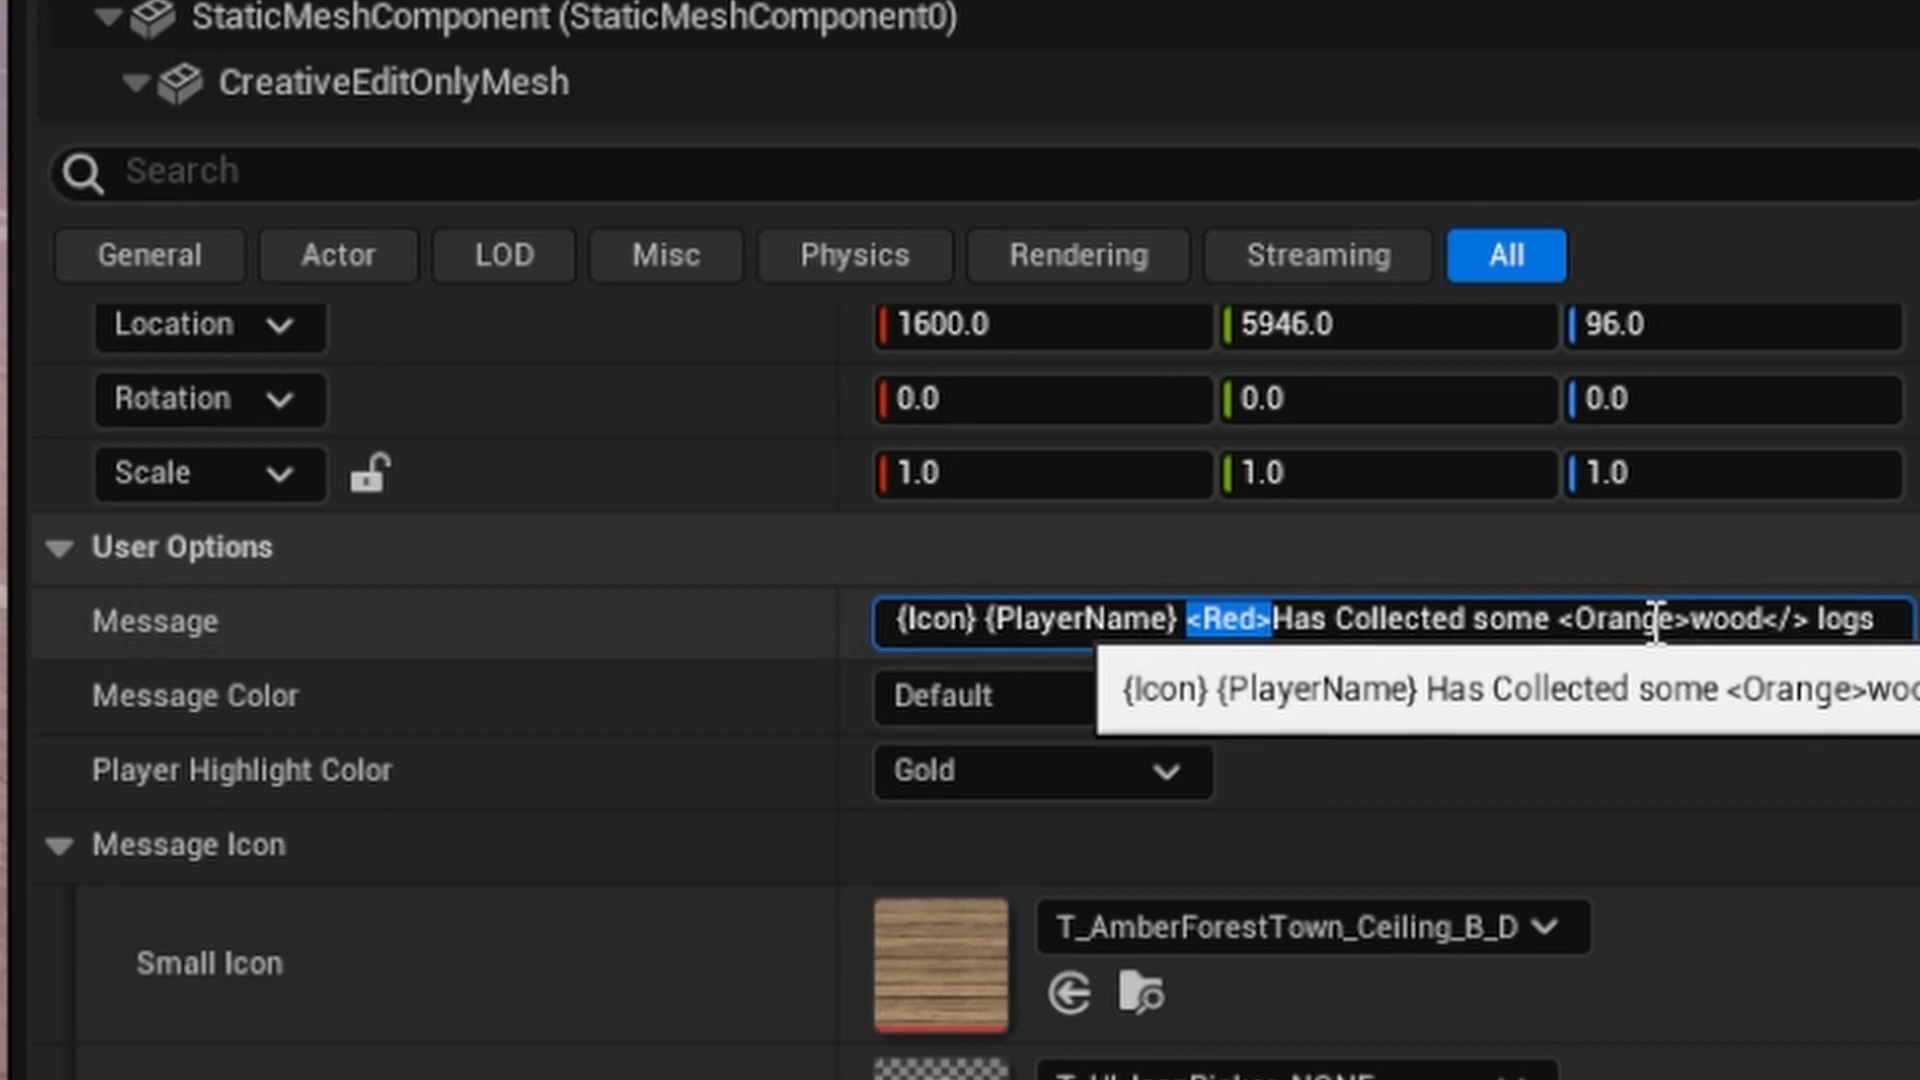 StaticMeshComponent (StaticMeshComponent0)
CreativeEditOnlyMesh
Search
General Actor LOD Misc Physics Rendering Streaming All
Location 1600.0 5946.0 96.0
Rotation 0.0 0.0 0.0
Scale 1.0 1.0 1.0
User Options
Message {Icon} {PlayerName} <Red>Has Collected some <Orange>wood</> logs
{Icon} {PlayerName} Has Collected some <Orange>woo
Message Color Default
Player Highlight Color Gold
Message Icon
Small Icon T_AmberForestTown_Ceiling_B_D